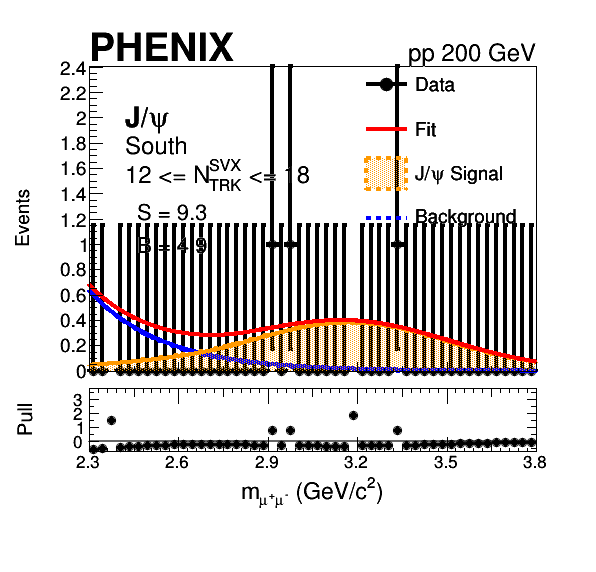 PHENIX pp 200 GeV
J/ψ
South
12 <= N^SVX_TRK <= 18
S = 9.3
B = 4.9
Data
Fit
J/ψ Signal
Background
Events
2.4
2.2
2
1.8
1.6
1.4
1.2
1
0.8
0.6
0.4
0.2
0
Pull
3
2
1
0
2.3 2.6 2.9 3.2 3.5 3.8
m_μ⁺μ⁻ (GeV/c²)